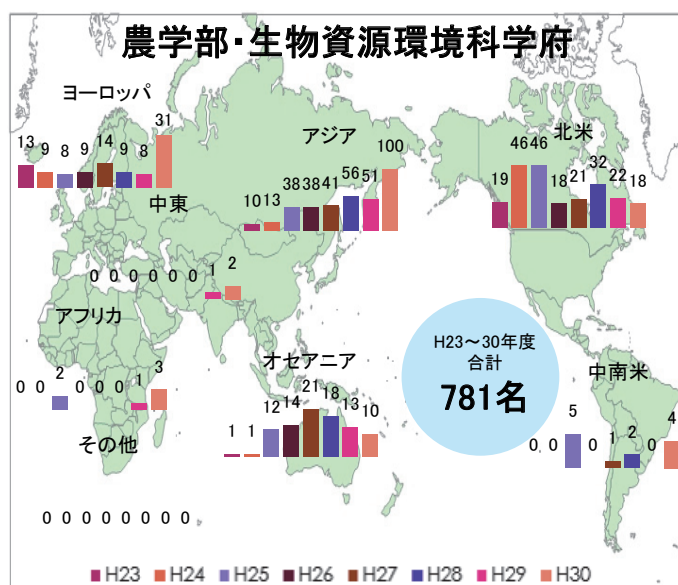 農学部・生物資源環境科学府
ヨーロッパ
13 9 8 9 14 9 8 31
アジア
10 13 38 38 41 56 51 100
北米
19 46 46 18 21 32 22 18
中東
0 0 0 0 0 0 1 2
アフリカ
0 0 2 0 0 0 1 3
オセアニア
1 1 12 14 21 18 13 10
H23～30年度
合計
781名
中南米
0 0 5 0 1 2 0 4
その他
0 0 0 0 0 0 0 0
H23 H24 H25 H26 H27 H28 H29 H30